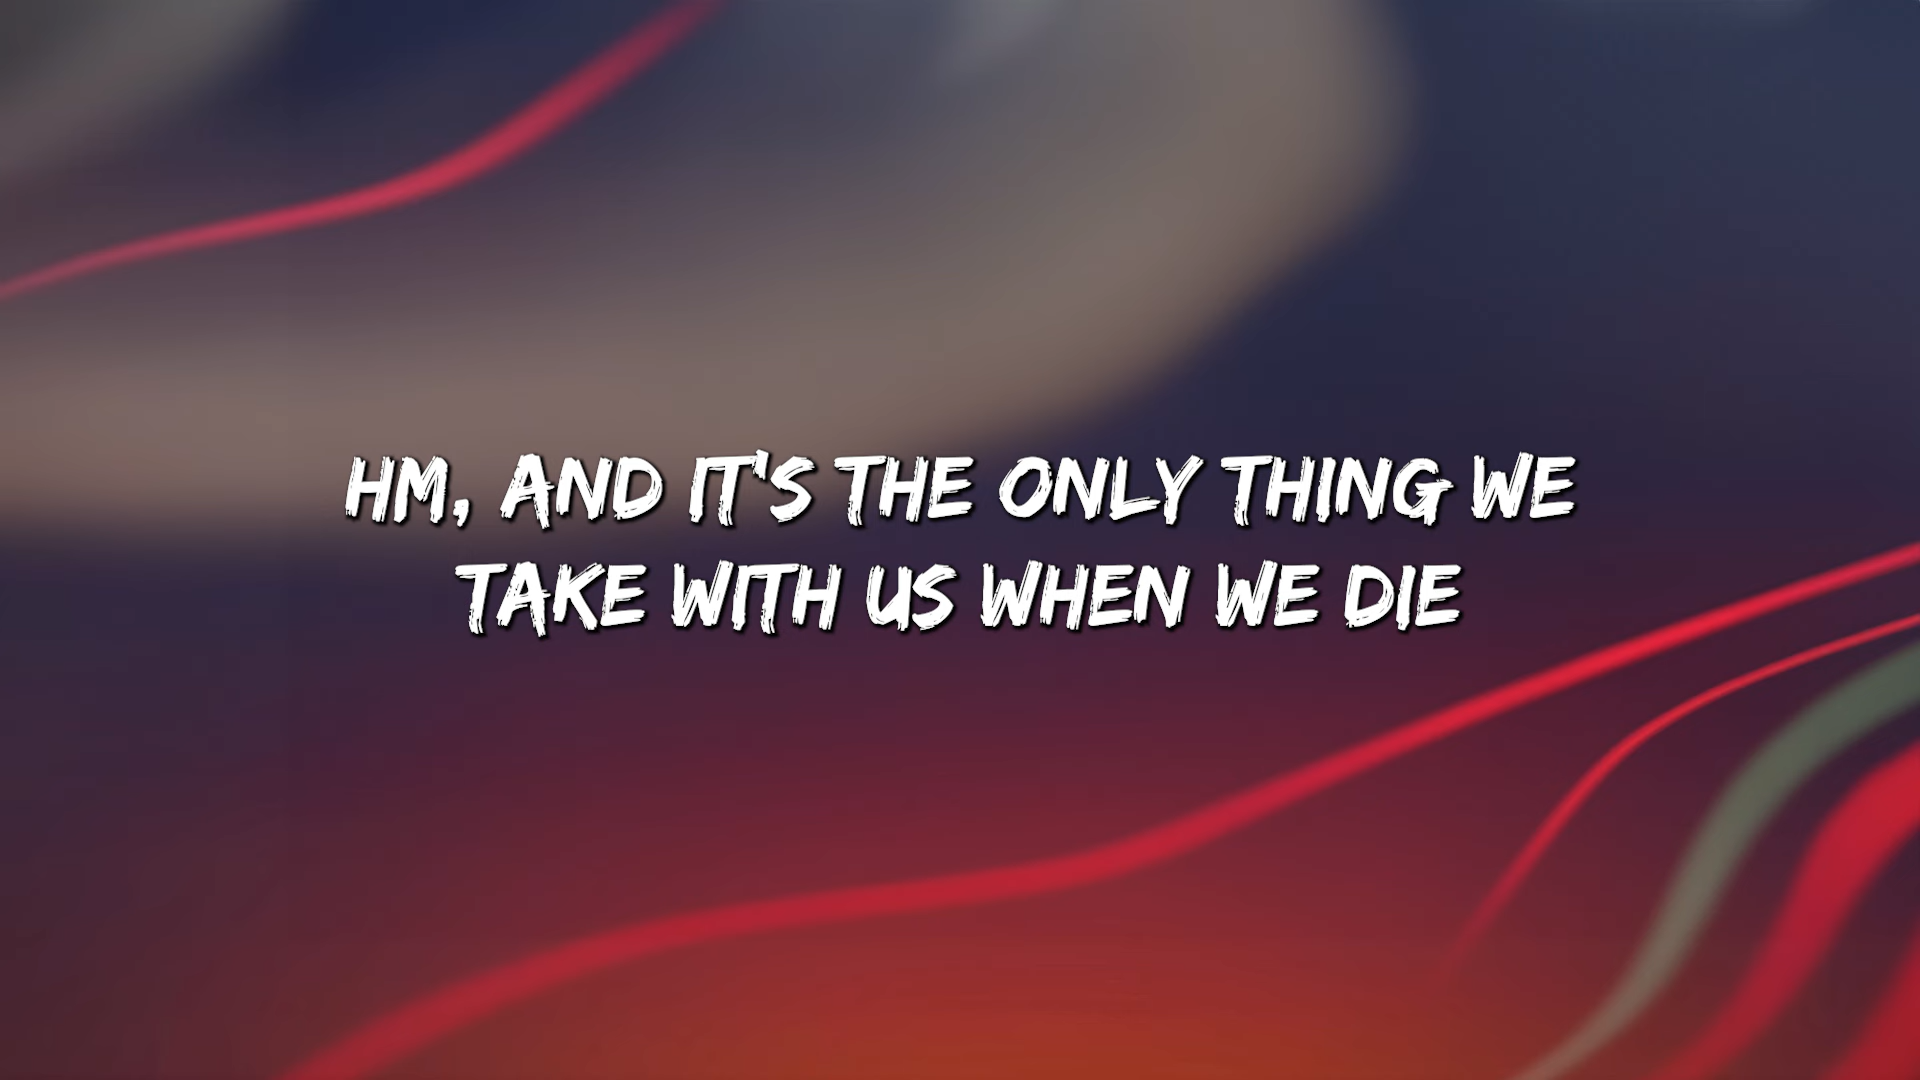 HM, AND IT'S THE ONLY THING WE
TAKE WITH US WHEN WE DIE